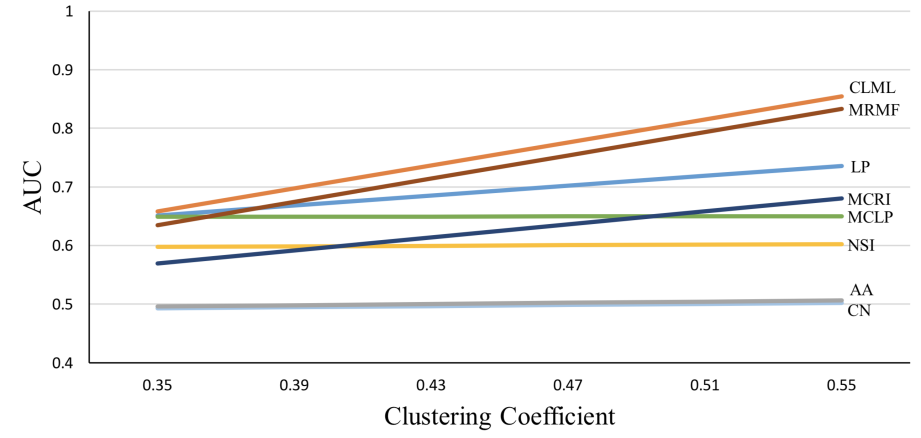 1
0.9
0.8
0.7
0.6
0.5
0.4
AUC
CLML
MRMF
LP
MCRI
MCLP
NSI
AA
CN
0.35 0.39 0.43 0.47 0.51 0.55
Clustering Coefficient